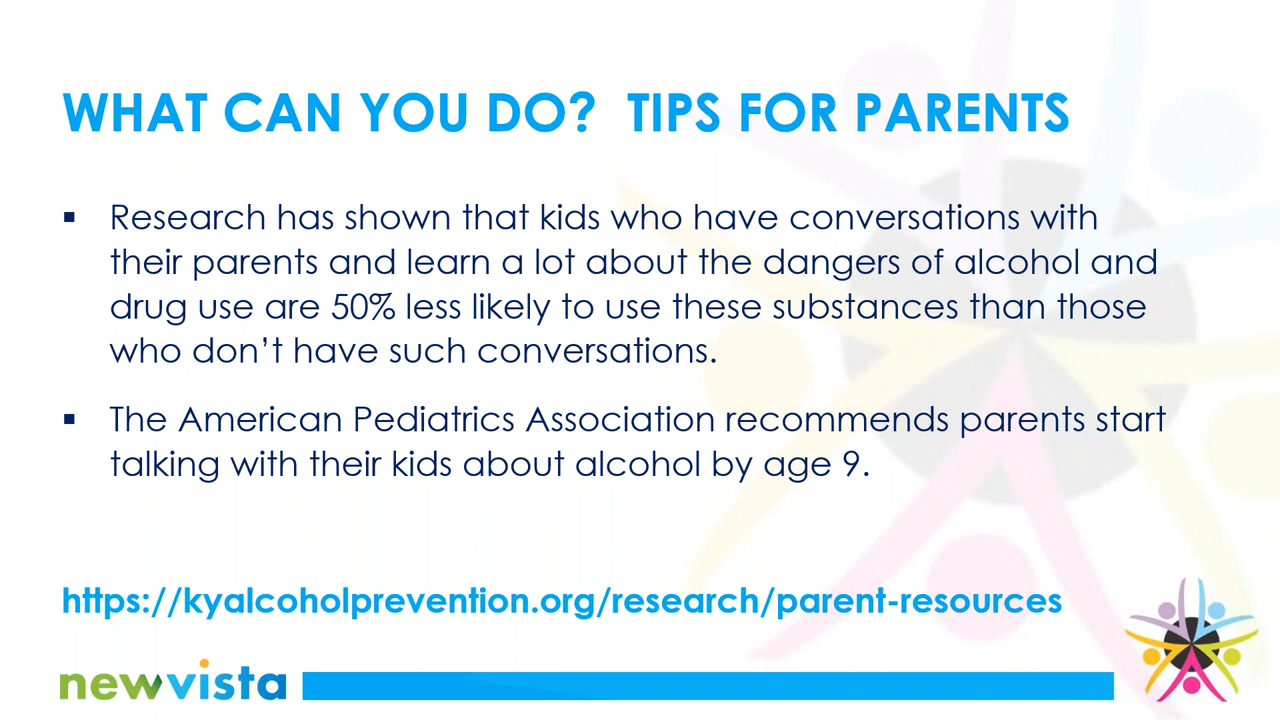 WHAT CAN YOU DO?  TIPS FOR PARENTS
▪ Research has shown that kids who have conversations with
their parents and learn a lot about the dangers of alcohol and
drug use are 50% less likely to use these substances than those
who don’t have such conversations.
▪ The American Pediatrics Association recommends parents start
talking with their kids about alcohol by age 9.
https://kyalcoholprevention.org/research/parent-resources
newvista